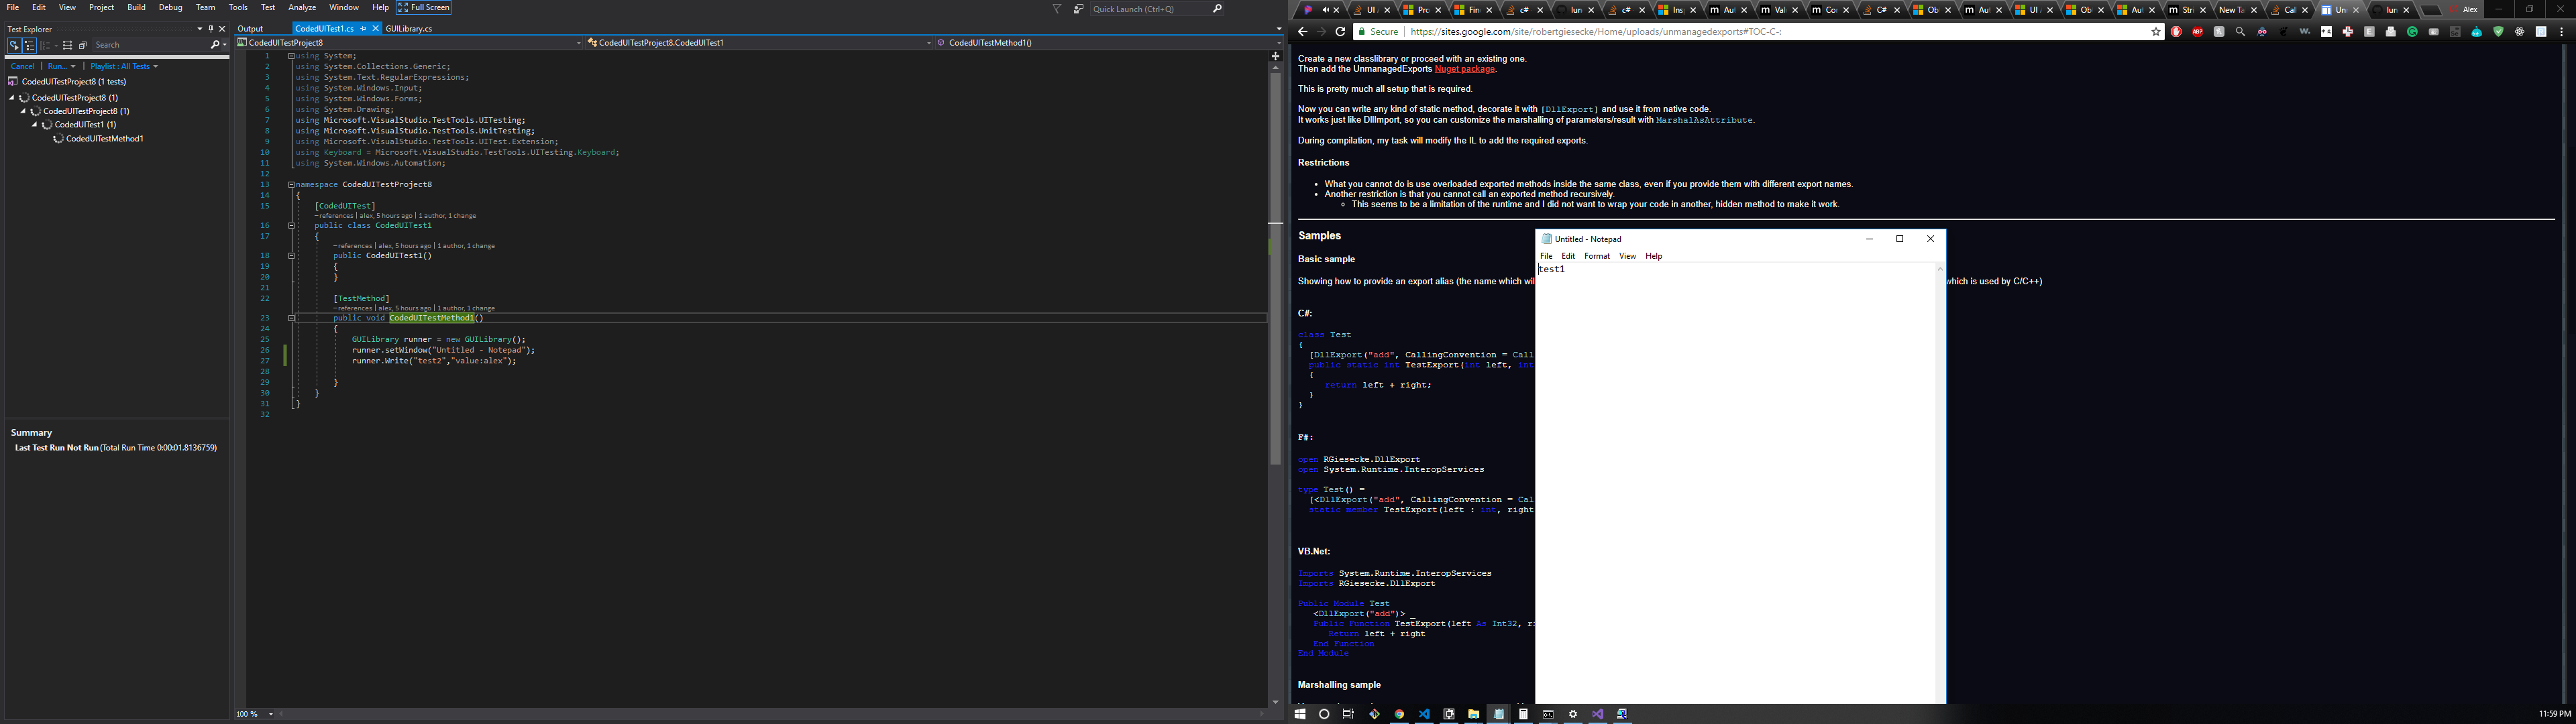 File Edit View Project Build Debug Team Tools Test Analyze Window Help Full Screen Quick Launch (Ctrl+Q)
Test Explorer
Search
Cancel Run... Playlist : All Tests
CodedUITestProject8 (1 tests)
CodedUITestProject8 (1)
CodedUITestProject8 (1)
CodedUITest1 (1)
CodedUITestMethod1
Summary
Last Test Run Not Run (Total Run Time 0:00:01.8136759)
Output CodedUITest1.cs GUILibrary.cs
CodedUITestProject8 CodedUITestProject8.CodedUITest1 CodedUITestMethod1()
1 using System;
2 using System.Collections.Generic;
3 using System.Text.RegularExpressions;
4 using System.Windows.Input;
5 using System.Windows.Forms;
6 using System.Drawing;
7 using Microsoft.VisualStudio.TestTools.UITesting;
8 using Microsoft.VisualStudio.TestTools.UnitTesting;
9 using Microsoft.VisualStudio.TestTools.UITest.Extension;
10 using Keyboard = Microsoft.VisualStudio.TestTools.UITesting.Keyboard;
11 using System.Windows.Automation;
12
13 namespace CodedUITestProject8
14 {
15 [CodedUITest]
–references | alex, 5 hours ago | 1 author, 1 change
16 public class CodedUITest1
17 {
–references | alex, 5 hours ago | 1 author, 1 change
18 public CodedUITest1()
19 {
20 }
21
22 [TestMethod]
–references | alex, 5 hours ago | 1 author, 1 change
23 public void CodedUITestMethod1()
24 {
25 GUILibrary runner = new GUILibrary();
26 runner.setWindow("Untitled - Notepad");
27 runner.Write("test2","value:alex");
28
29 }
30 }
31 }
32
100 %
UI / Pro Fin c# lun c# Ins Au Val Co C# Ob Au UI / Ob Au Stri New Ta Cal Un lun Alex
Secure | https://sites.google.com/site/robertgiesecke/Home/uploads/unmanagedexports#TOC-C-:
Create a new classlibrary or proceed with an existing one.
Then add the UnmanagedExports Nuget package.
This is pretty much all setup that is required.
Now you can write any kind of static method, decorate it with [DllExport] and use it from native code.
It works just like DllImport, so you can customize the marshalling of parameters/result with MarshalAsAttribute.
During compilation, my task will modify the IL to add the required exports.
Restrictions
What you cannot do is use overloaded exported methods inside the same class, even if you provide them with different export names.
Another restriction is that you cannot call an exported method recursively.
This seems to be a limitation of the runtime and I did not want to wrap your code in another, hidden method to make it work.
Samples
Basic sample
Showing how to provide an export alias (the name which wil
which is used by C/C++)
C#:
class Test
{
[DllExport("add", CallingConvention = Call
public static int TestExport(int left, int
{
return left + right;
}
}
F#:
open RGiesecke.DllExport
open System.Runtime.InteropServices
type Test() =
[<DllExport("add", CallingConvention = Cal
static member TestExport(left : int, right
VB.Net:
Imports System.Runtime.InteropServices
Imports RGiesecke.DllExport
Public Module Test
<DllExport("add")> _
Public Function TestExport(left As Int32, ri
Return left + right
End Function
End Module
Marshalling sample
Untitled - Notepad
File Edit Format View Help
test1
11:59 PM